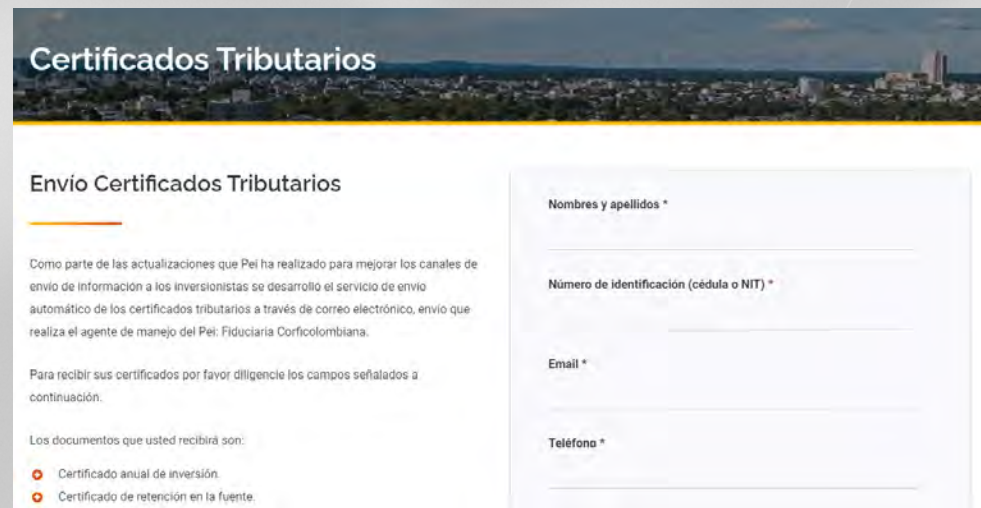 Certificados Tributarios
Envío Certificados Tributarios
Como parte de las actualizaciones que Pei ha realizado para mejorar los canales de
envío de información a los inversionistas se desarrolló el servicio de envío
automático de los certificados tributarios a través de correo electrónico, envío que
realiza el agente de manejo del Pei: Fiduciaria Corficolombiana.
Para recibir sus certificados por favor diligencie los campos señalados a
continuación.
Los documentos que usted recibirá son:
Certificado anual de inversión.
Certificado de retención en la fuente.
Nombres y apellidos *
Número de identificación (cédula o NIT) *
Email *
Teléfono *